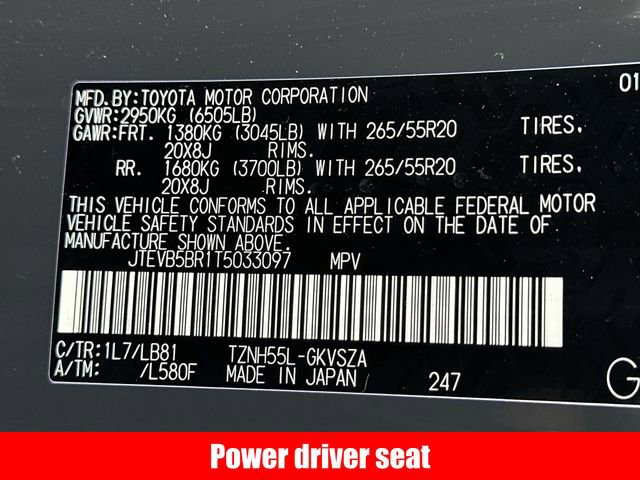 MFD.BY:TOYOTA MOTOR CORPORATION 01
GVWR:2950KG (6505LB)
GAWR:FRT. 1380KG (3045LB) WITH 265/55R20 TIRES.
20X8J RIMS.
RR. 1680KG (3700LB) WITH 265/55R20 TIRES.
20X8J RIMS.
THIS VEHICLE CONFORMS TO ALL APPLICABLE FEDERAL MOTOR
VEHICLE SAFETY STANDARDS IN EFFECT ON THE DATE OF
MANUFACTURE SHOWN ABOVE.
JTEVB5BR1T5033097 MPV
C/TR:1L7/LB81 TZNH55L-GKVSZA
A/TM: /L580F MADE IN JAPAN 247 G
Power driver seat